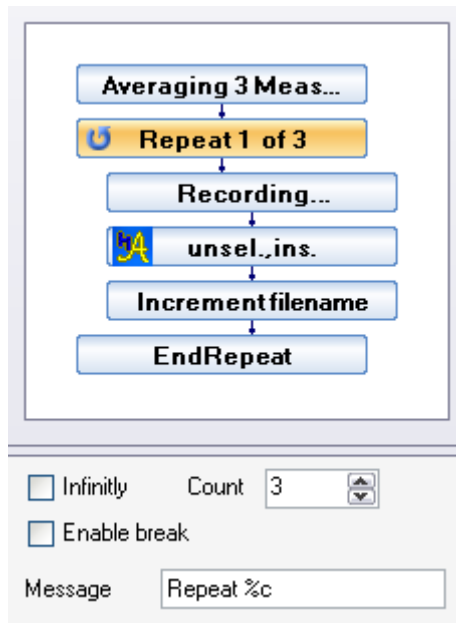 Averaging 3 Meas...
Repeat 1 of 3
Recording...
hA unsel.,ins.
Increment filename
EndRepeat
Infinitly Count 3
Enable break
Message Repeat %c